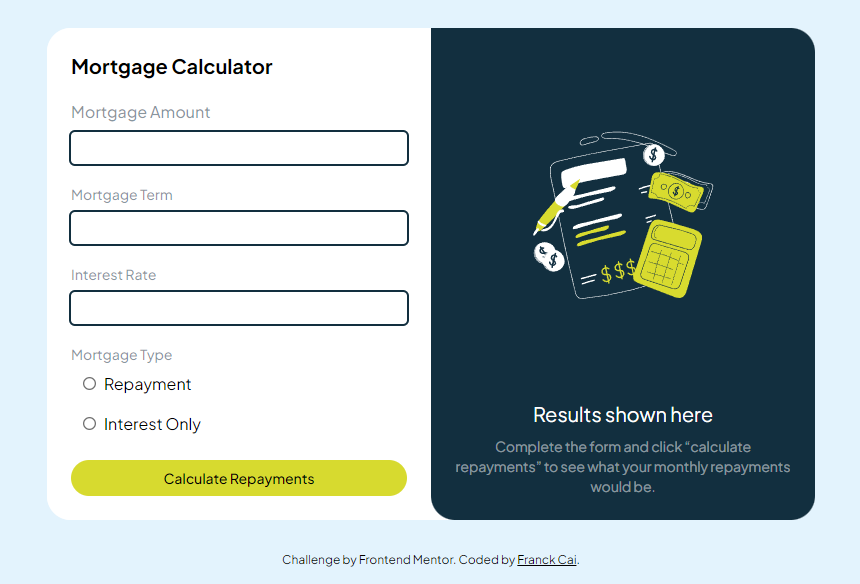 Mortgage Calculator
Mortgage Amount
Mortgage Term
Interest Rate
Mortgage Type
Repayment
Interest Only
Calculate Repayments
$
$
$
$
$$$
Results shown here
Complete the form and click “calculate
repayments” to see what your monthly repayments
would be.
Challenge by Frontend Mentor. Coded by Franck Cai.